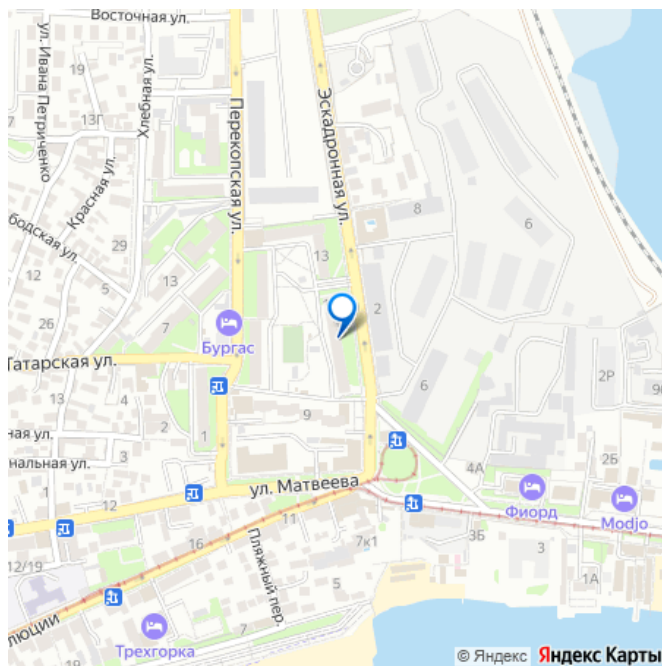 Восточная ул.
ул. Ивана Петриченко
19
13Г
Хлебная ул.
Красная ул.
Перекопская ул.
Эскадронная ул.
8
6
бодская ул.
29
12
13
13
26
7
2
Бургас
Татарская ул.
6
2Р
9
4
2
1
9
ная ул.
нальная ул.
4А
2Б
1
12
ул. Матвеева
Фиорд
Modjo
16
11
12/19
Пляжный пер.
7к1
3Б
3
5
1А
люции
4
7
Трехгорка
© Яндекс Яндекс Карты